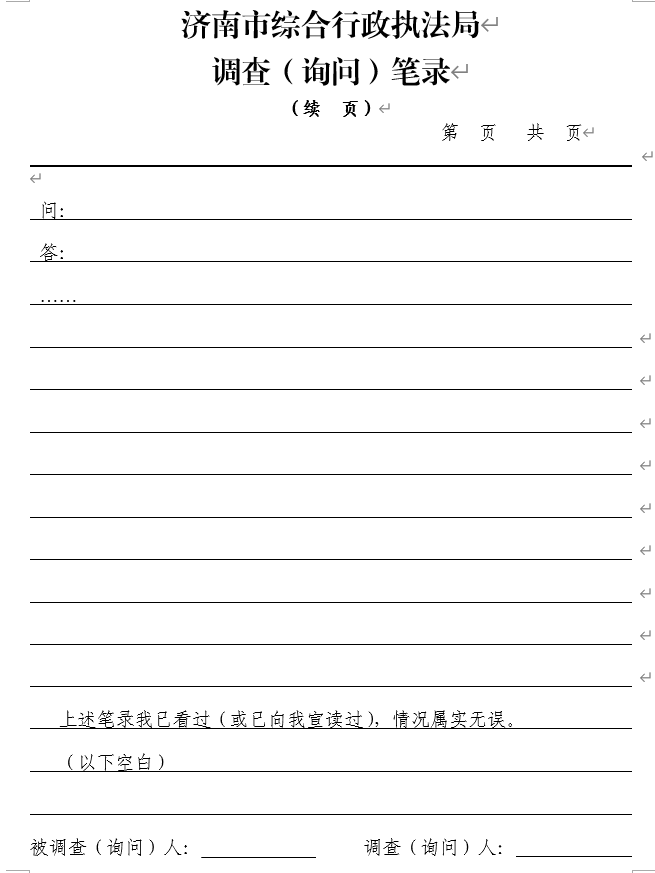 济南市综合行政执法局
调查（询问）笔录
（续　页）
第　页　共　页
问：
答：
……
上述笔录我已看过（或已向我宣读过），情况属实无误。
（以下空白）
被调查（询问）人：　　　　调查（询问）人：